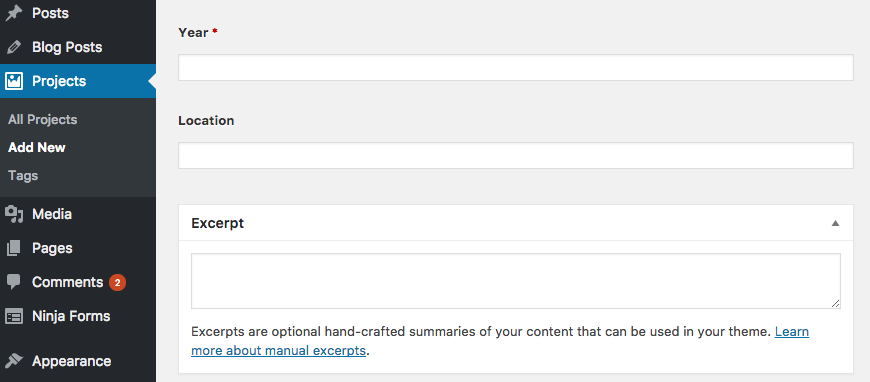 Posts
Blog Posts
Projects
All Projects
Add New
Tags
Media
Pages
Comments 2
Ninja Forms
Appearance
Year *
Location
Excerpt
Excerpts are optional hand-crafted summaries of your content that can be used in your theme. Learn
more about manual excerpts.